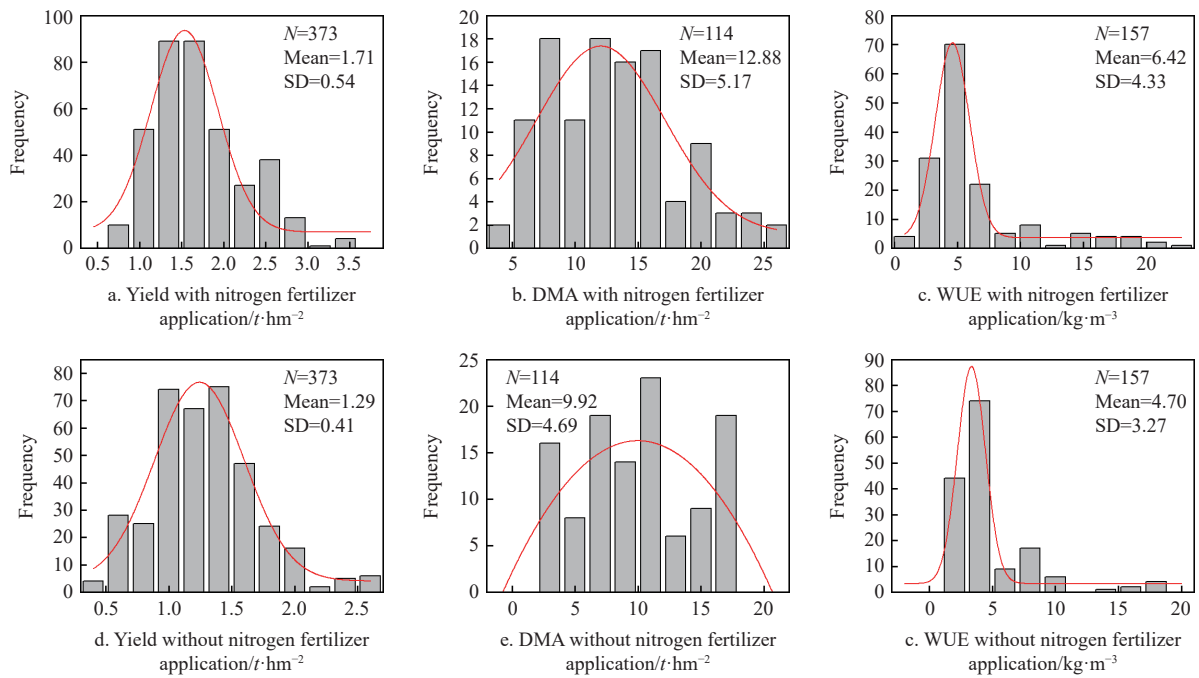 100
80
60
40
20
0
Frequency
N=373
Mean=1.71
SD=0.54
0.5 1.0 1.5 2.0 2.5 3.0 3.5
a. Yield with nitrogen fertilizer
application/t·hm⁻²
20
18
16
14
12
10
8
6
4
2
0
Frequency
N=114
Mean=12.88
SD=5.17
5 10 15 20 25
b. DMA with nitrogen fertilizer
application/t·hm⁻²
80
70
60
50
40
30
20
10
0
Frequency
N=157
Mean=6.42
SD=4.33
0 5 10 15 20
c. WUE with nitrogen fertilizer
application/kg·m⁻³
80
70
60
50
40
30
20
10
0
Frequency
N=373
Mean=1.29
SD=0.41
0.5 1.0 1.5 2.0 2.5
d. Yield without nitrogen fertilizer
application/t·hm⁻²
25
20
15
10
5
0
Frequency
N=114
Mean=9.92
SD=4.69
0 5 10 15 20
e. DMA without nitrogen fertilizer
application/t·hm⁻²
90
80
70
60
50
40
30
20
10
0
Frequency
N=157
Mean=4.70
SD=3.27
0 5 10 15 20
c. WUE without nitrogen fertilizer
application/kg·m⁻³